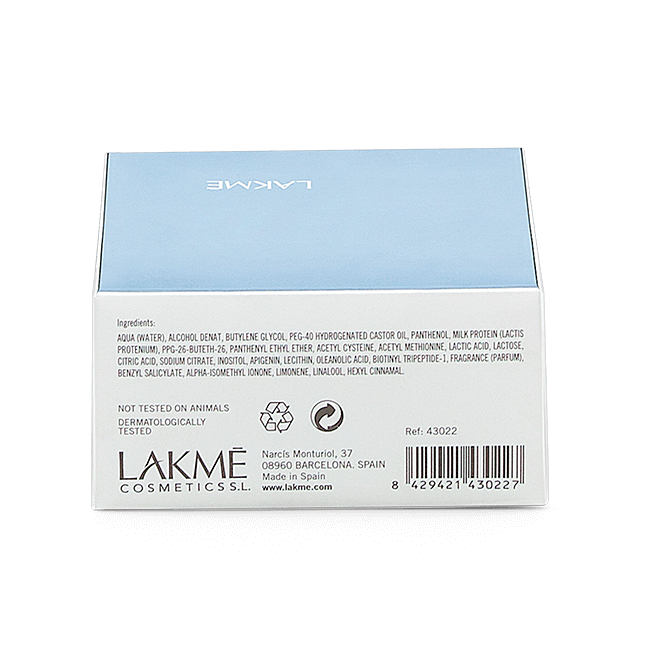 LAKME
Ingredients:
AQUA (WATER), ALCOHOL DENAT, BUTYLENE GLYCOL, PEG-40 HYDROGENATED CASTOR OIL, PANTHENOL, MILK PROTEIN (LACTIS
PROTENIUM), PPG-26-BUTETH-26, PANTHENYL ETHYL ETHER, ACETYL CYSTEINE, ACETYL METHIONINE, LACTIC ACID, LACTOSE,
CITRIC ACID, SODIUM CITRATE, INOSITOL, APIGENIN, LECITHIN, OLEANOLIC ACID, BIOTINYL TRIPEPTIDE-1, FRAGRANCE (PARFUM),
BENZYL SALICYLATE, ALPHA-ISOMETHYL IONONE, LIMONENE, LINALOOL, HEXYL CINNAMAL.
NOT TESTED ON ANIMALS
DERMATOLOGICALLY
TESTED
Ref: 43022
LAKMĒ
COSMETICS S.L.
Narcís Monturiol, 37
08960 BARCELONA. SPAIN
Made in Spain
www.lakme.com
8 429421 430227